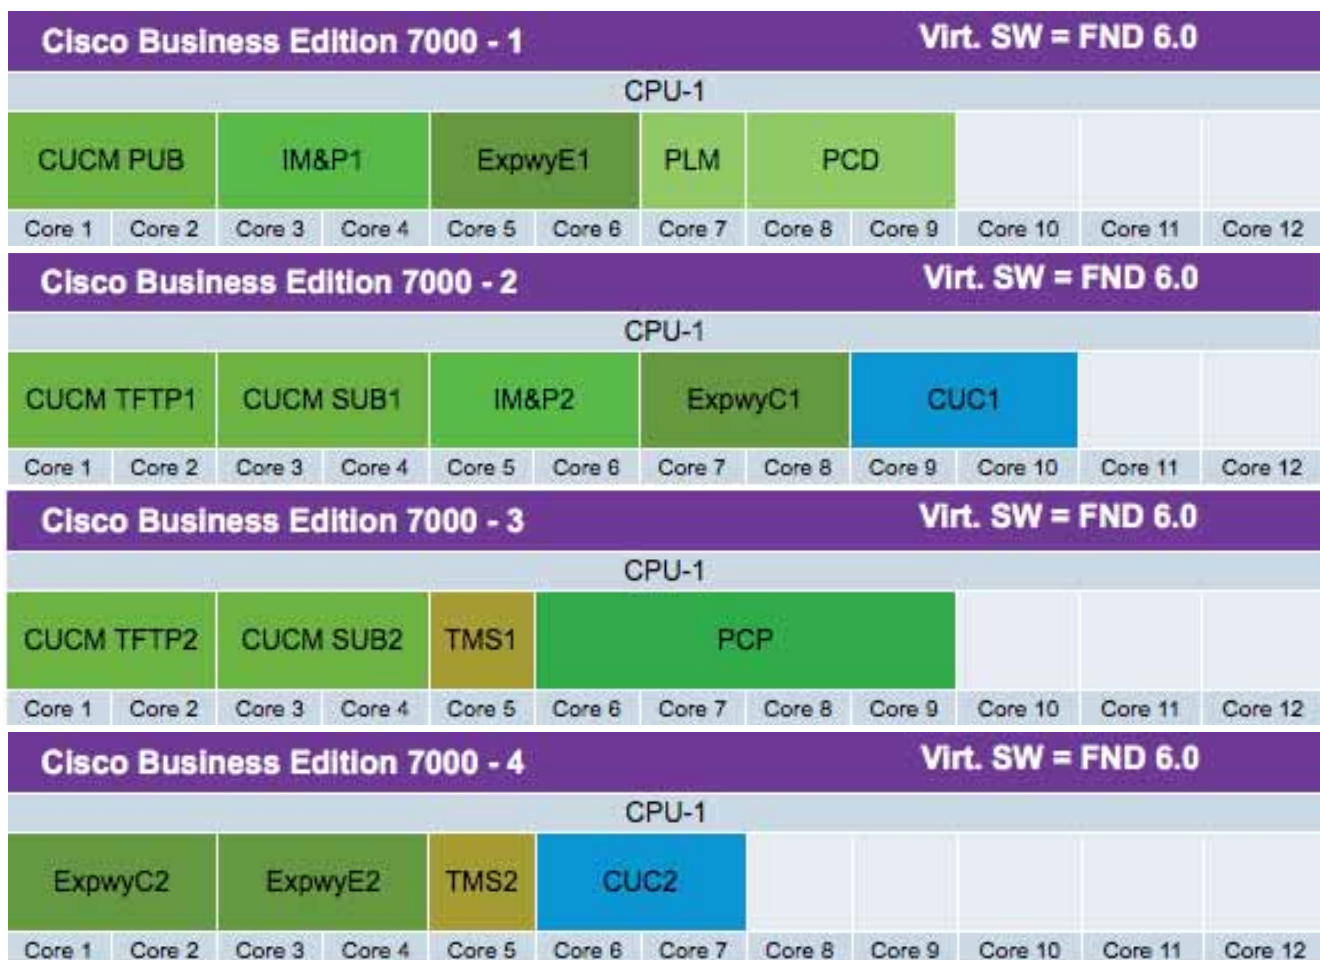 Cisco Business Edition 7000 - 1 Virt. SW = FND 6.0
CPU-1
CUCM PUB IM&P1 ExpwyE1 PLM PCD
Core 1 Core 2 Core 3 Core 4 Core 5 Core 6 Core 7 Core 8 Core 9 Core 10 Core 11 Core 12
Cisco Business Edition 7000 - 2 Virt. SW = FND 6.0
CPU-1
CUCM TFTP1 CUCM SUB1 IM&P2 ExpwyC1 CUC1
Core 1 Core 2 Core 3 Core 4 Core 5 Core 6 Core 7 Core 8 Core 9 Core 10 Core 11 Core 12
Cisco Business Edition 7000 - 3 Virt. SW = FND 6.0
CPU-1
CUCM TFTP2 CUCM SUB2 TMS1 PCP
Core 1 Core 2 Core 3 Core 4 Core 5 Core 6 Core 7 Core 8 Core 9 Core 10 Core 11 Core 12
Cisco Business Edition 7000 - 4 Virt. SW = FND 6.0
CPU-1
ExpwyC2 ExpwyE2 TMS2 CUC2
Core 1 Core 2 Core 3 Core 4 Core 5 Core 6 Core 7 Core 8 Core 9 Core 10 Core 11 Core 12